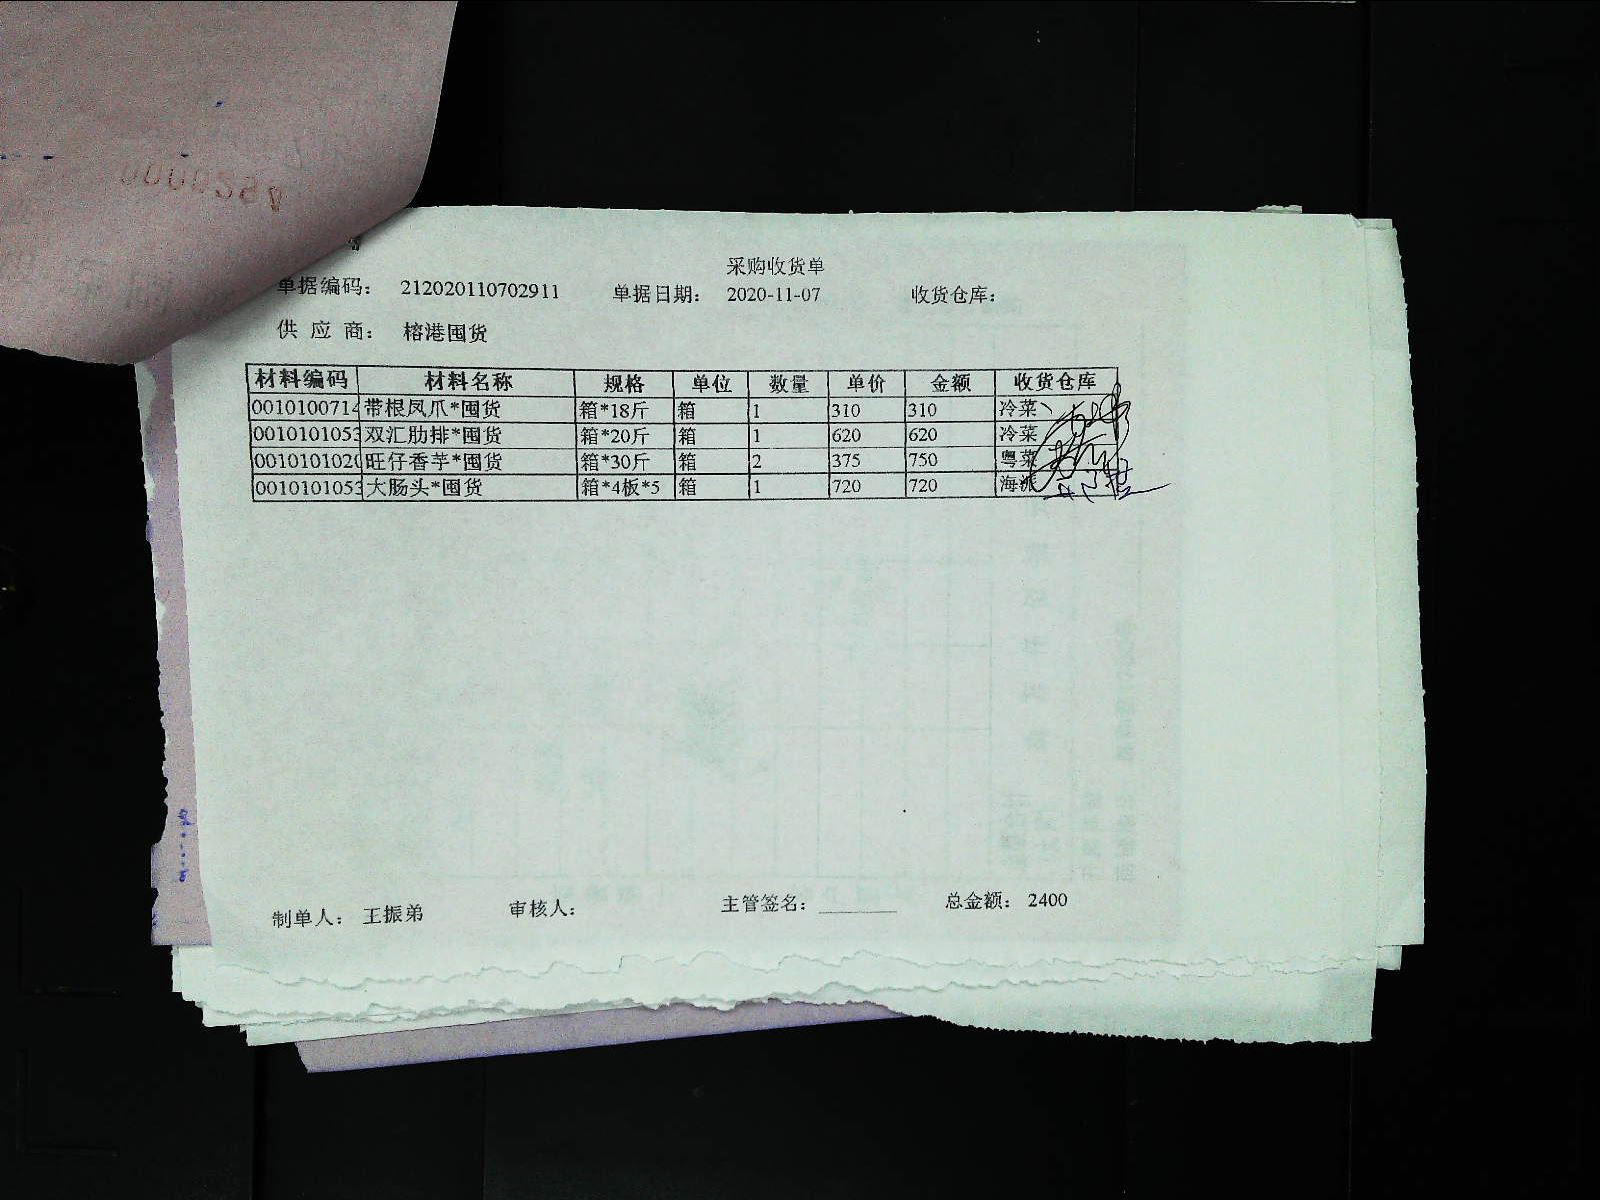 采购收货单
单据编码: 212020110702911 单据日期: 2020-11-07 收货仓库:
供 应 商: 榕港囤货
材料编码 材料名称 规格 单位 数量 单价 金额 收货仓库
0010100714 带根凤爪*囤货 箱*18斤 箱 1 310 310 冷菜
0010101053 双汇肋排*囤货 箱*20斤 箱 1 620 620 冷菜
001010102 旺仔香芋*囤货 箱*30斤 箱 2 375 750 粤菜
0010101053 大肠头*囤货 箱*4板*5 箱 1 720 720 海派
制单人: 王振弟 审核人: 主管签名: 总金额: 2400